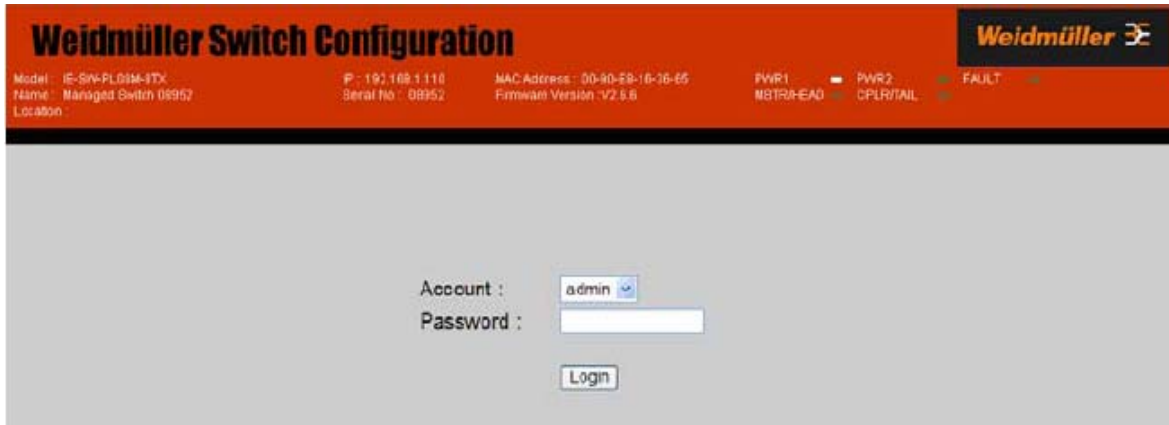 Weidmüller Switch Configuration
Weidmüller
Model : IE-SW-PL08M-8TX
IP : 192.168.1.110
MAC Address : 00-90-E8-16-36-65
PWR1
PWR2
FAULT
Name : Managed Switch 08952
Serial No : 08952
Firmware Version :V2.6.6
MSTR/HEAD
CPLR/TAIL
Location :
Account :
admin
Password :
Login